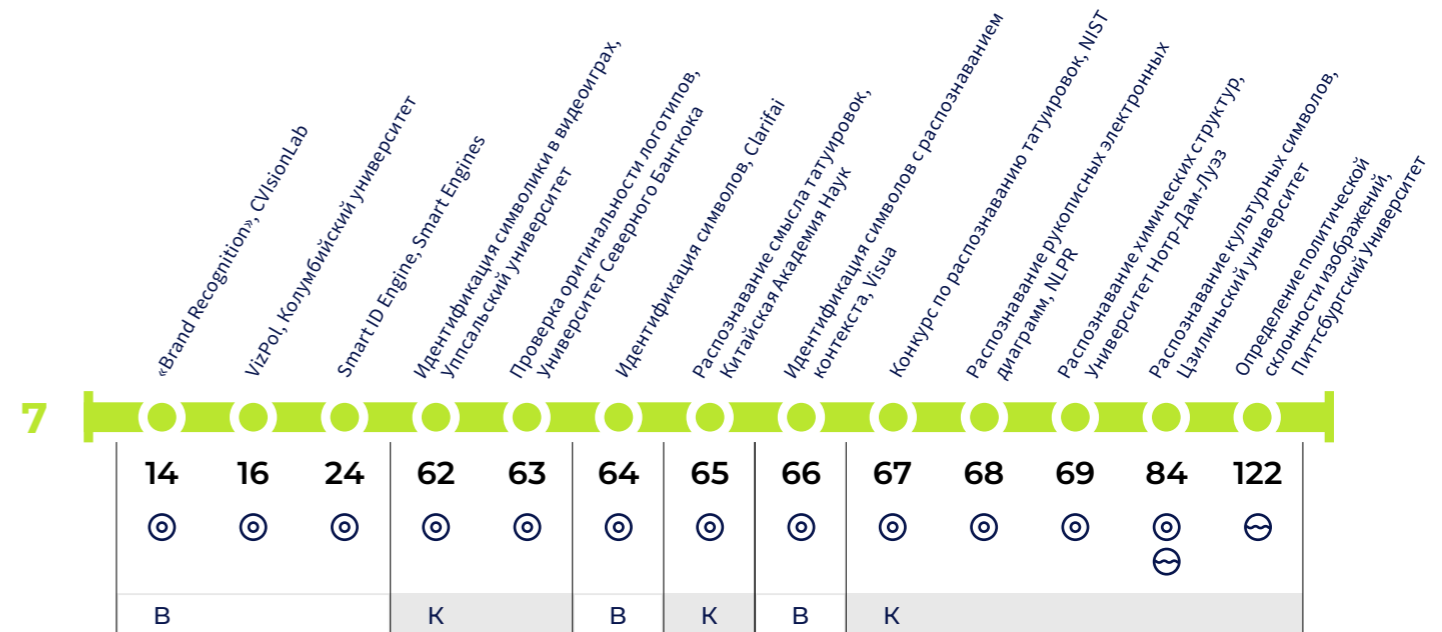 «Brand Recognition», CVIsionLab
VizPol, Колумбийский университет
Smart ID Engine, Smart Engines
Идентификация символики в видеоиграх,
Уппсальский университет
Проверка оригинальности логотипов,
Университет Северного Бангкока
Идентификация символов, Clarifai
Распознавание смысла татуировок,
Китайская Академия Наук
Идентификация символов с распознаванием
контекста, Visua
Конкурс по распознаванию татуировок, NIST
Распознавание рукописных электронных
диаграмм, NLPR
Распознавание химических структур,
Университет Нотр-Дам-Луэз
Распознавание культурных символов,
Цзилиньский университет
Определение политической
склонности изображений,
Питтсбургский Университет
7
14 16 24 62 63 64 65 66 67 68 69 84 122
В К В К В К